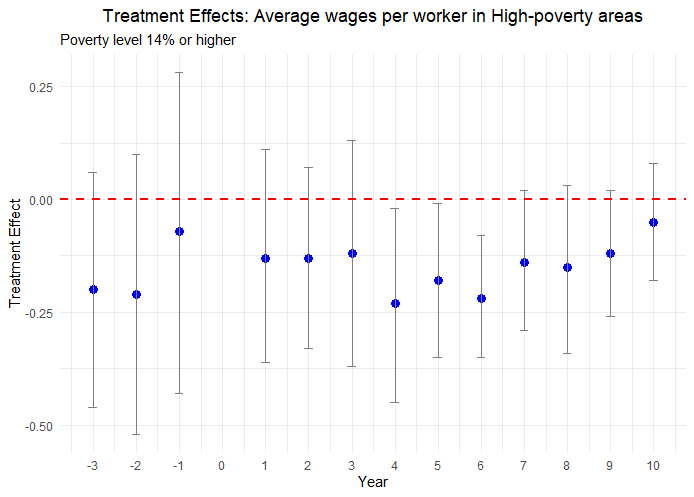 Treatment Effects: Average wages per worker in High-poverty areas
Poverty level 14% or higher
0.25
0.00
-0.25
-0.50
Treatment Effect
-3 -2 -1 0 1 2 3 4 5 6 7 8 9 10
Year